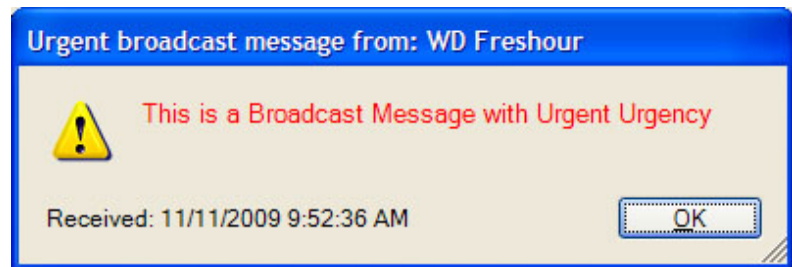 Urgent broadcast message from: WD Freshour
This is a Broadcast Message with Urgent Urgency
Received: 11/11/2009 9:52:36 AM
OK